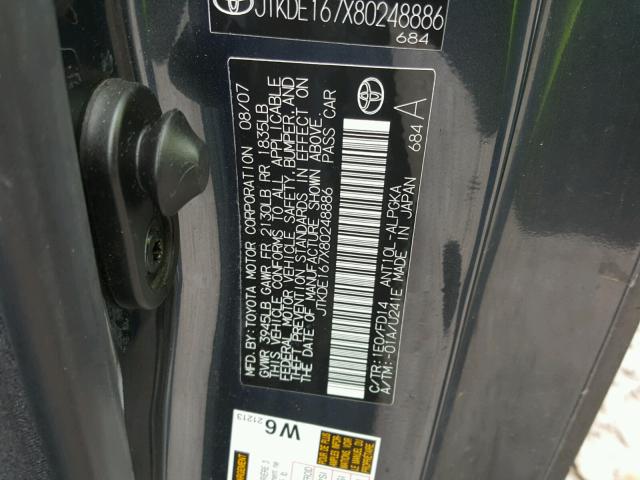 JTKDE167X80248886
684
MFD. BY: TOYOTA MOTOR CORPORATION 08/07
GVWR 3945LB GAWR FR 2130LB RR 1835LB
THIS VEHICLE CONFORMS TO ALL APPLICABLE
FEDERAL MOTOR VEHICLE SAFETY, BUMPER, AND
THEFT PREVENTION STANDARDS IN EFFECT ON
THE DATE OF MANUFACTURE SHOWN ABOVE.
JTKDE167X80248886 PASS CAR
C/TR: 1E0/FD14 ANT10L-ALPGKA
A/TM: -01A/U241E MADE IN JAPAN
684 A
W6
21213